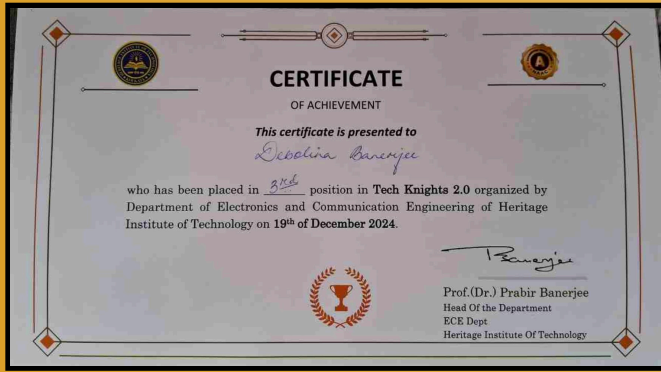 CERTIFICATE
OF ACHIEVEMENT
This certificate is presented to
Debolina Banerjee
who has been placed in 3rd position in Tech Knights 2.0 organized by
Department of Electronics and Communication Engineering of Heritage
Institute of Technology on 19th of December 2024.
Banerjee
Prof.(Dr.) Prabir Banerjee
Head Of the Department
ECE Dept
Heritage Institute Of Technology
A